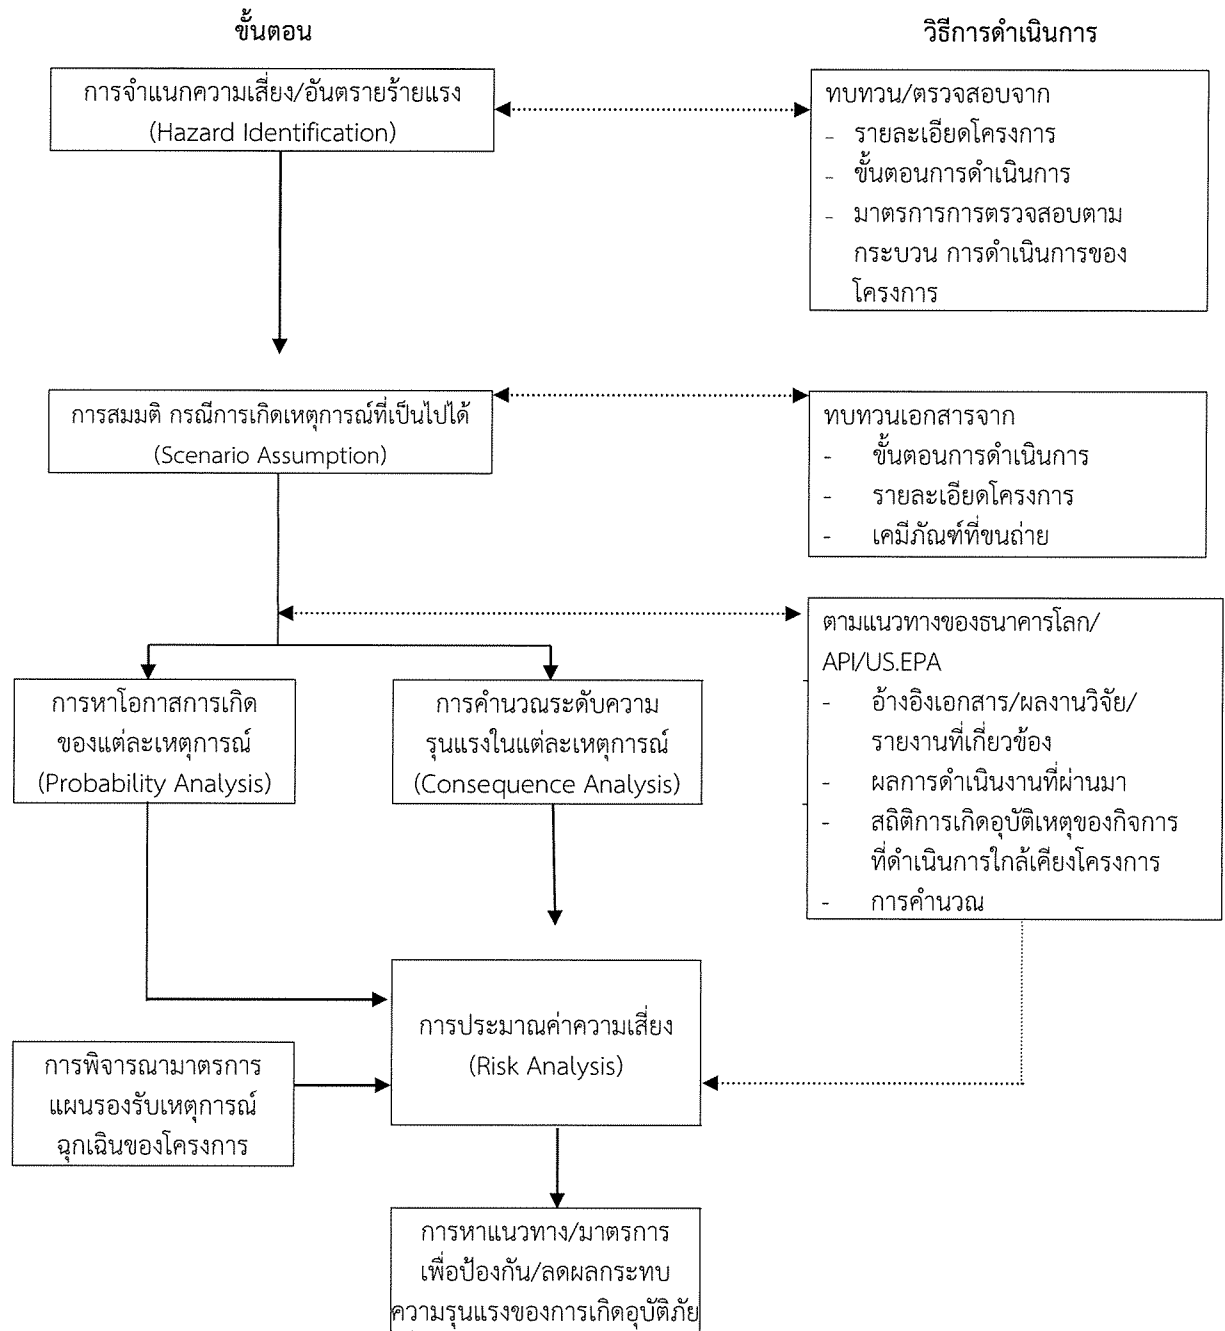 ขั้นตอน
วิธีการดำเนินการ
การจำแนกความเสี่ยง/อันตรายร้ายแรง
(Hazard Identification)
ทบทวน/ตรวจสอบจาก
- รายละเอียดโครงการ
- ขั้นตอนการดำเนินการ
- มาตรการการตรวจสอบตาม
กระบวน การดำเนินการของ
โครงการ
การสมมติ กรณีการเกิดเหตุการณ์ที่เป็นไปได้
(Scenario Assumption)
ทบทวนเอกสารจาก
- ขั้นตอนการดำเนินการ
- รายละเอียดโครงการ
- เคมีภัณฑ์ที่ขนถ่าย
ตามแนวทางของธนาคารโลก/
API/US.EPA
- อ้างอิงเอกสาร/ผลงานวิจัย/
รายงานที่เกี่ยวข้อง
- ผลการดำเนินงานที่ผ่านมา
- สถิติการเกิดอุบัติเหตุของกิจการ
ที่ดำเนินการใกล้เคียงโครงการ
- การคำนวณ
การหาโอกาสการเกิด
ของแต่ละเหตุการณ์
(Probability Analysis)
การคำนวณระดับความ
รุนแรงในแต่ละเหตุการณ์
(Consequence Analysis)
การประมาณค่าความเสี่ยง
(Risk Analysis)
การพิจารณามาตรการ
แผนรองรับเหตุการณ์
ฉุกเฉินของโครงการ
การหาแนวทาง/มาตรการ
เพื่อป้องกัน/ลดผลกระทบ
ความรุนแรงของการเกิดอุบัติภัย